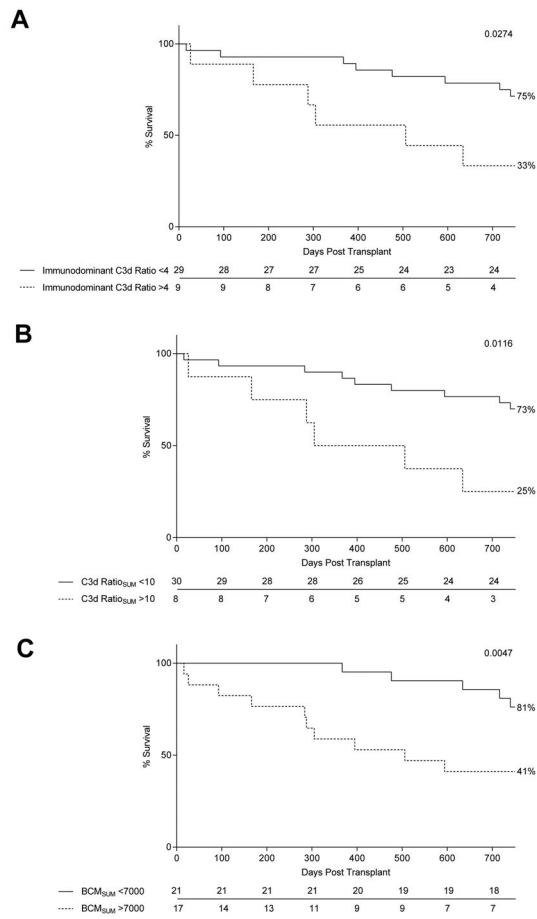 A
0.0274
100
75%
50
33%
0
% Survival
0 100 200 300 400 500 600 700
Days Post Transplant
Immunodominant C3d Ratio <4 29 28 27 27 25 24 23 24
Immunodominant C3d Ratio >4 9 9 8 7 6 6 5 4
B
0.0116
100
73%
50
25%
0
% Survival
0 100 200 300 400 500 600 700
Days Post Transplant
C3d RatioSUM <10 30 29 28 28 26 25 24 24
C3d RatioSUM >10 8 8 7 6 5 5 4 3
C
0.0047
100
81%
50
41%
0
% Survival
0 100 200 300 400 500 600 700
Days Post Transplant
BCMSUM <7000 21 21 21 21 20 19 19 18
BCMSUM >7000 17 14 13 11 9 9 7 7